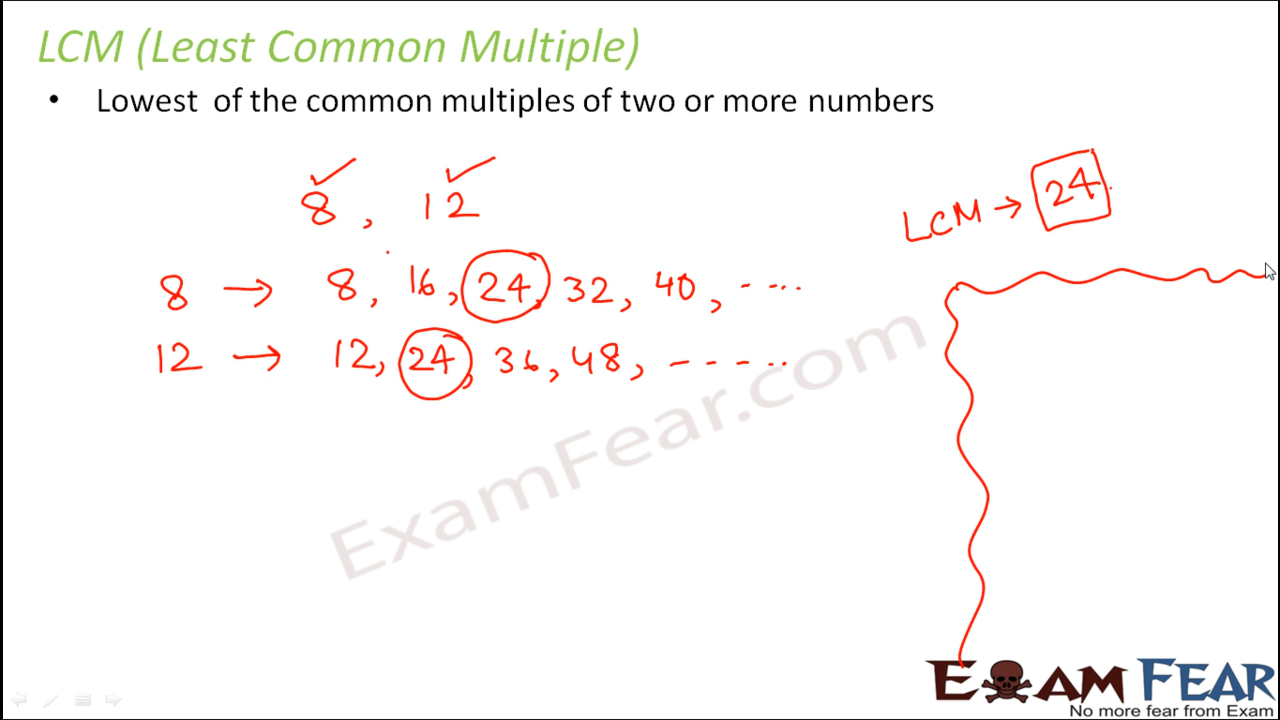 LCM (Least Common Multiple)
• Lowest of the common multiples of two or more numbers
8, 12
LCM → 24
8 → 8, 16, 24, 32, 40, -----
12 → 12, 24, 36, 48, -----
ExamFear.com
EXAM FEAR
No more fear from Exam